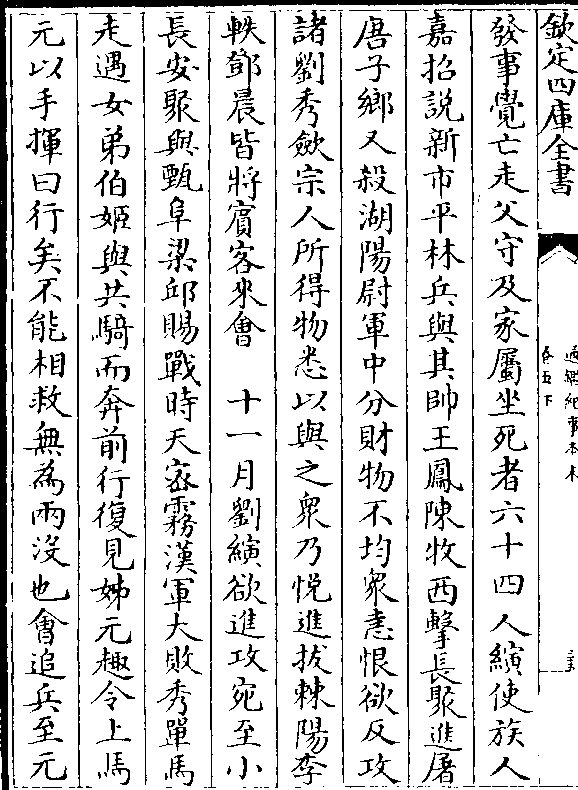 欽定四庫全書
通鑑紀事本末
卷五下
發事覺亡走父守及家屬坐死者六十四人縯使族人
嘉招説新市平林兵與其帥王鳳陳牧西擊長聚進屠
唐子鄉又殺湖陽尉軍中分財物不均衆恚恨欲反攻
諸劉秀歛宗人所得物悉以與之衆乃悦進拔棘陽李
軼鄧晨皆將賓客來會　十一月劉縯欲進攻宛至小
長安聚與甄阜梁邱賜戰時天宻霧漢軍大敗秀單馬
走遇女弟伯姬與共騎而奔前行復見姊元趣令上馬
元以手揮曰行矣不能相救無為兩沒也會追兵至元